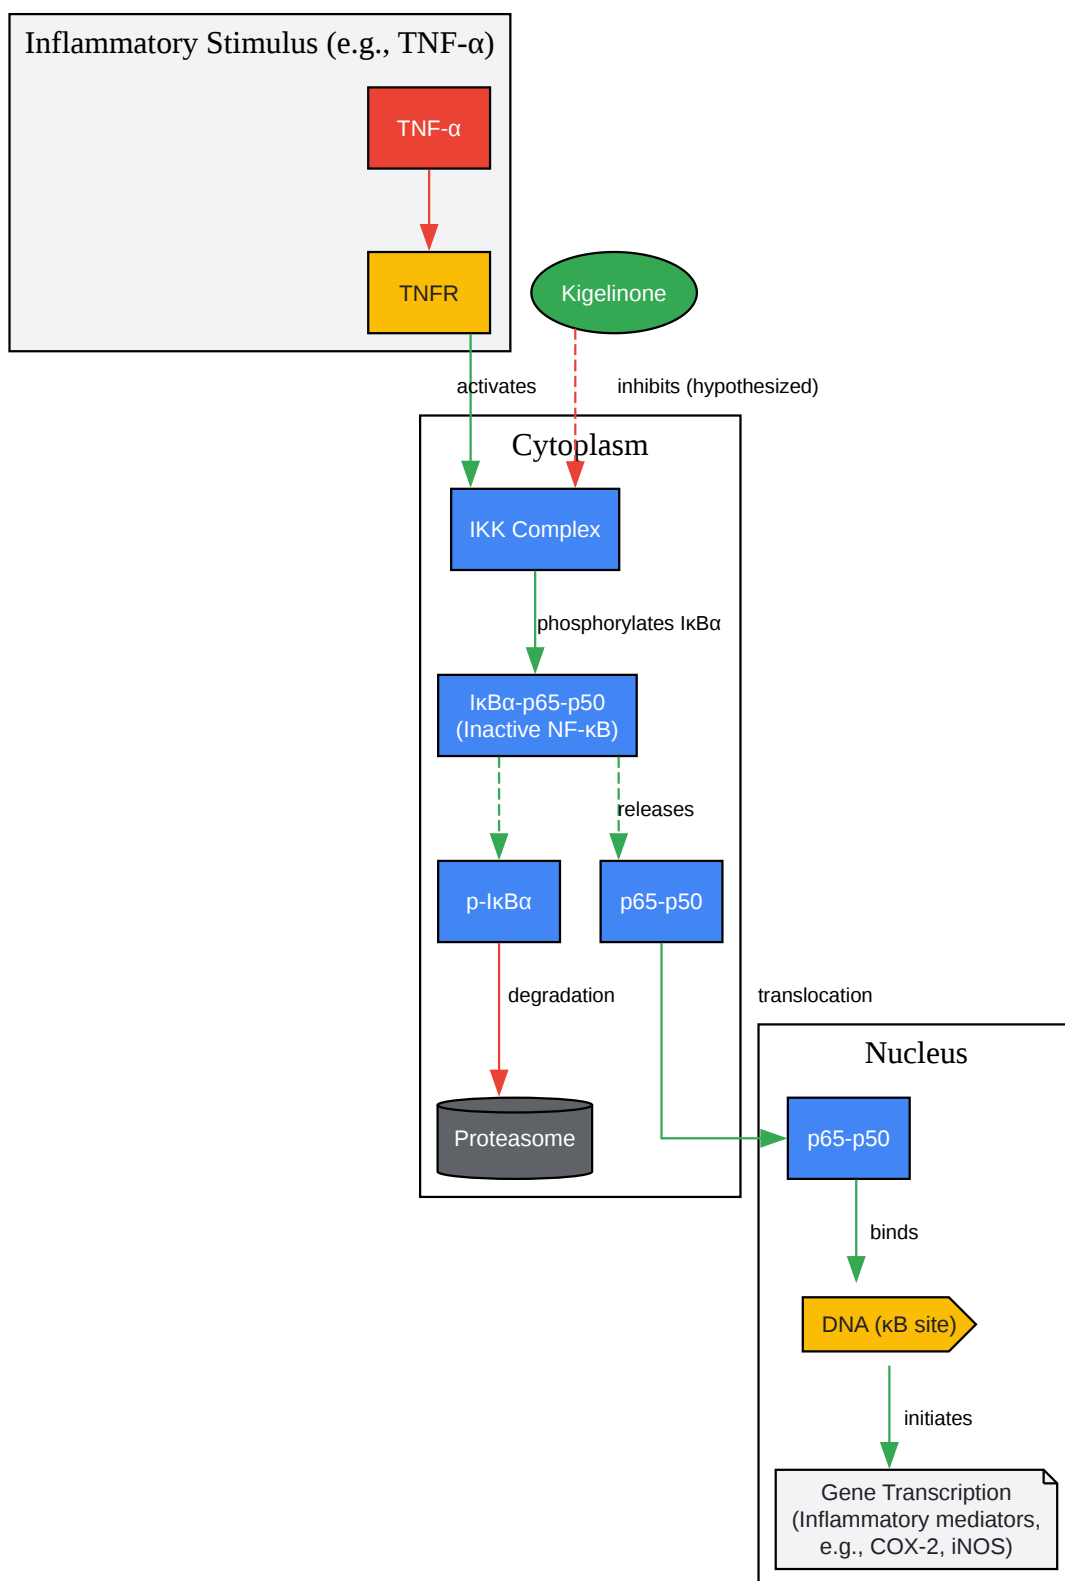 Inflammatory Stimulus (e.g., TNF-α)
TNF-α
TNFR
Kigelinone
activates
inhibits (hypothesized)
Cytoplasm
IKK Complex
phosphorylates IκBα
IκBα-p65-p50
(Inactive NF-κB)
releases
p-IκBα
p65-p50
degradation
translocation
Nucleus
Proteasome
p65-p50
binds
DNA (κB site)
initiates
Gene Transcription
(Inflammatory mediators,
e.g., COX-2, iNOS)